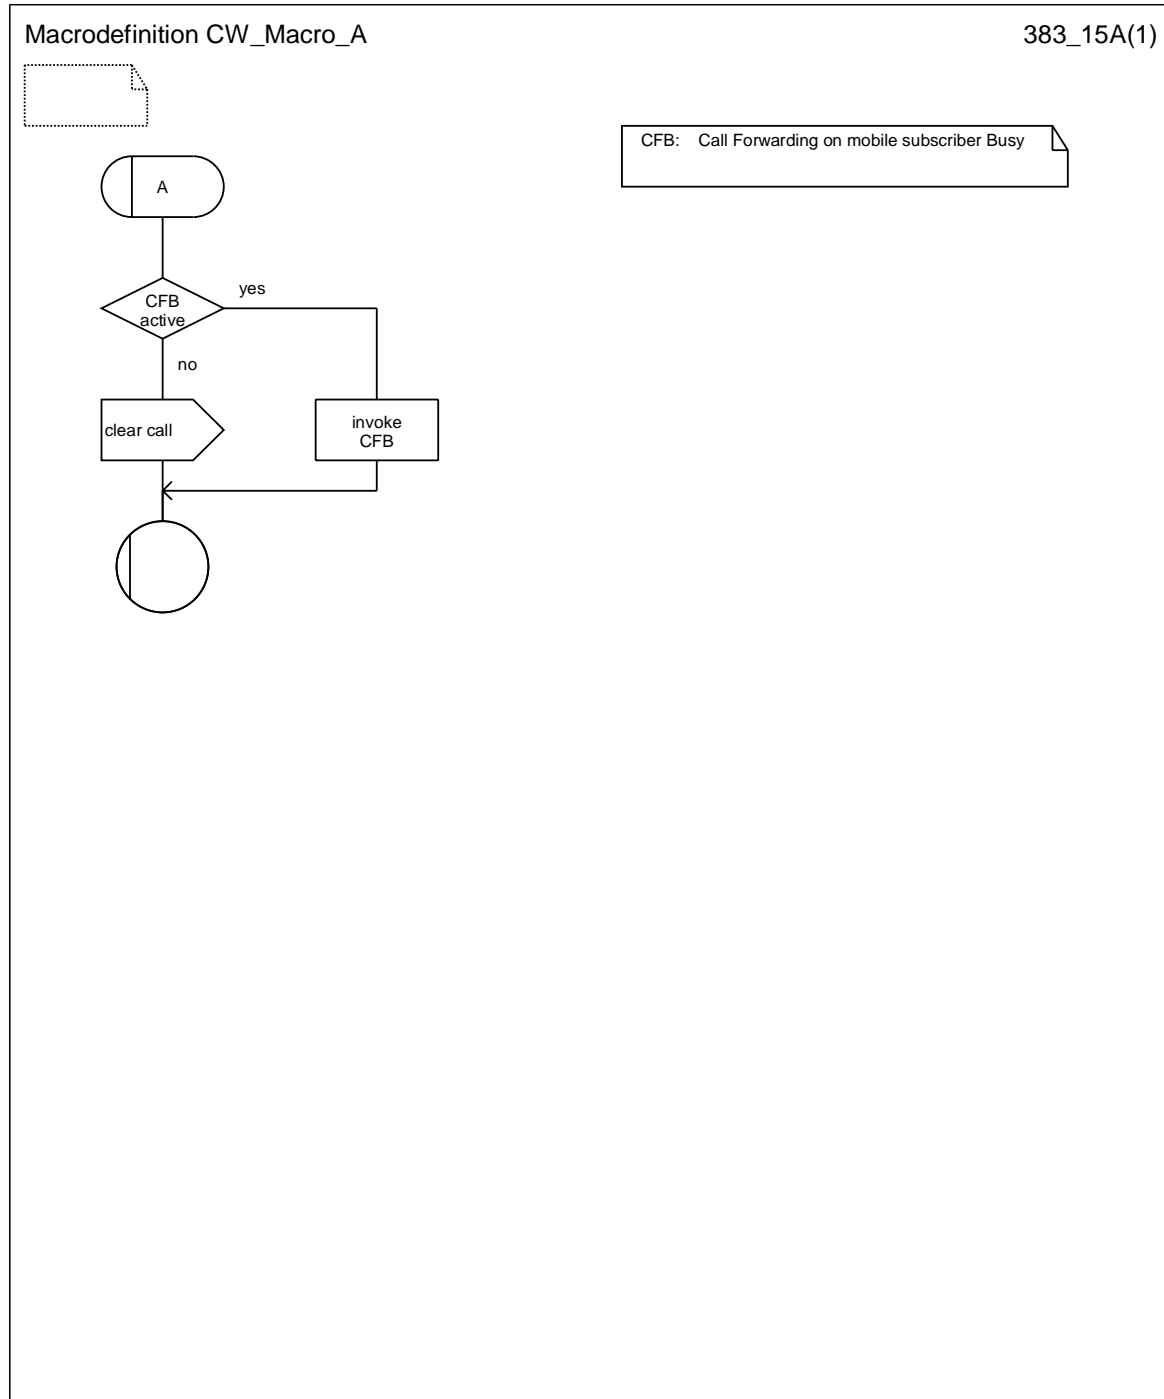 Macrodefinition CW_Macro_A
383_15A(1)
CFB: Call Forwarding on mobile subscriber Busy
A
CFB
active
yes
no
clear call
invoke
CFB